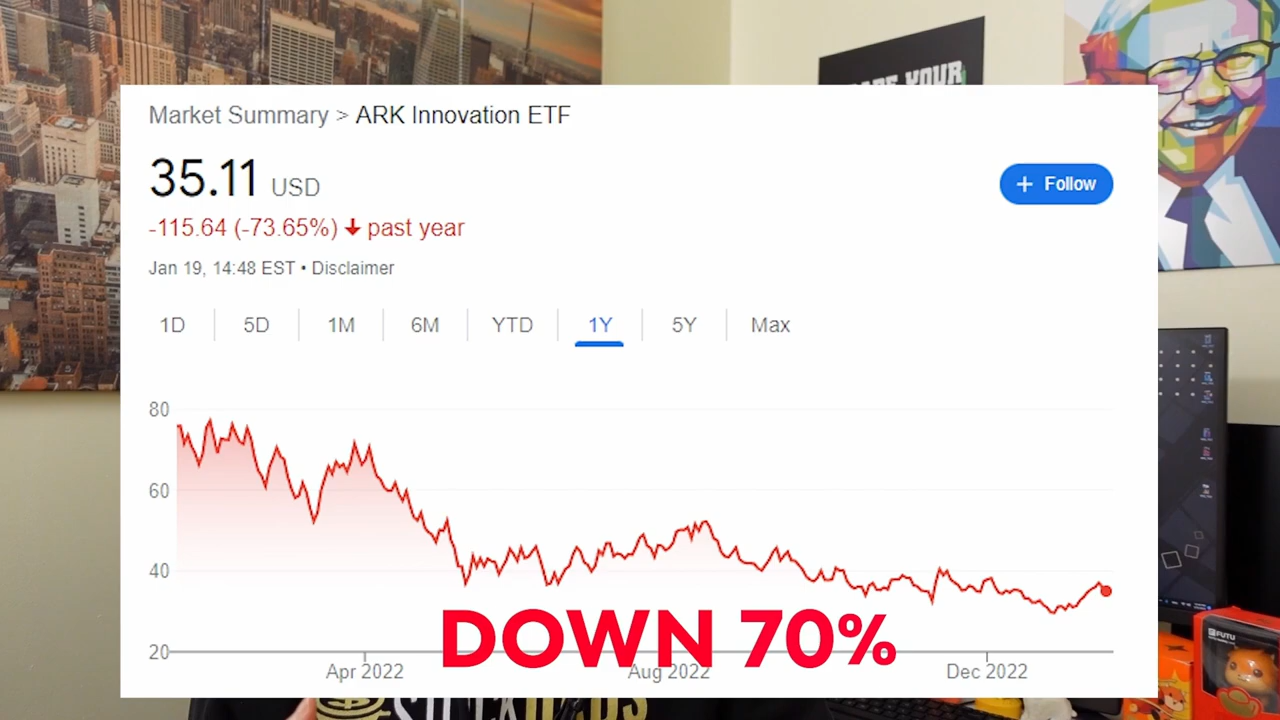 Market Summary > ARK Innovation ETF
35.11 USD
+ Follow
-115.64 (-73.65%) ↓ past year
Jan 19, 14:48 EST • Disclaimer
1D 5D 1M 6M YTD 1Y 5Y Max
80
60
40
20
DOWN 70%
Apr 2022 Aug 2022 Dec 2022
YOUR
FUTU